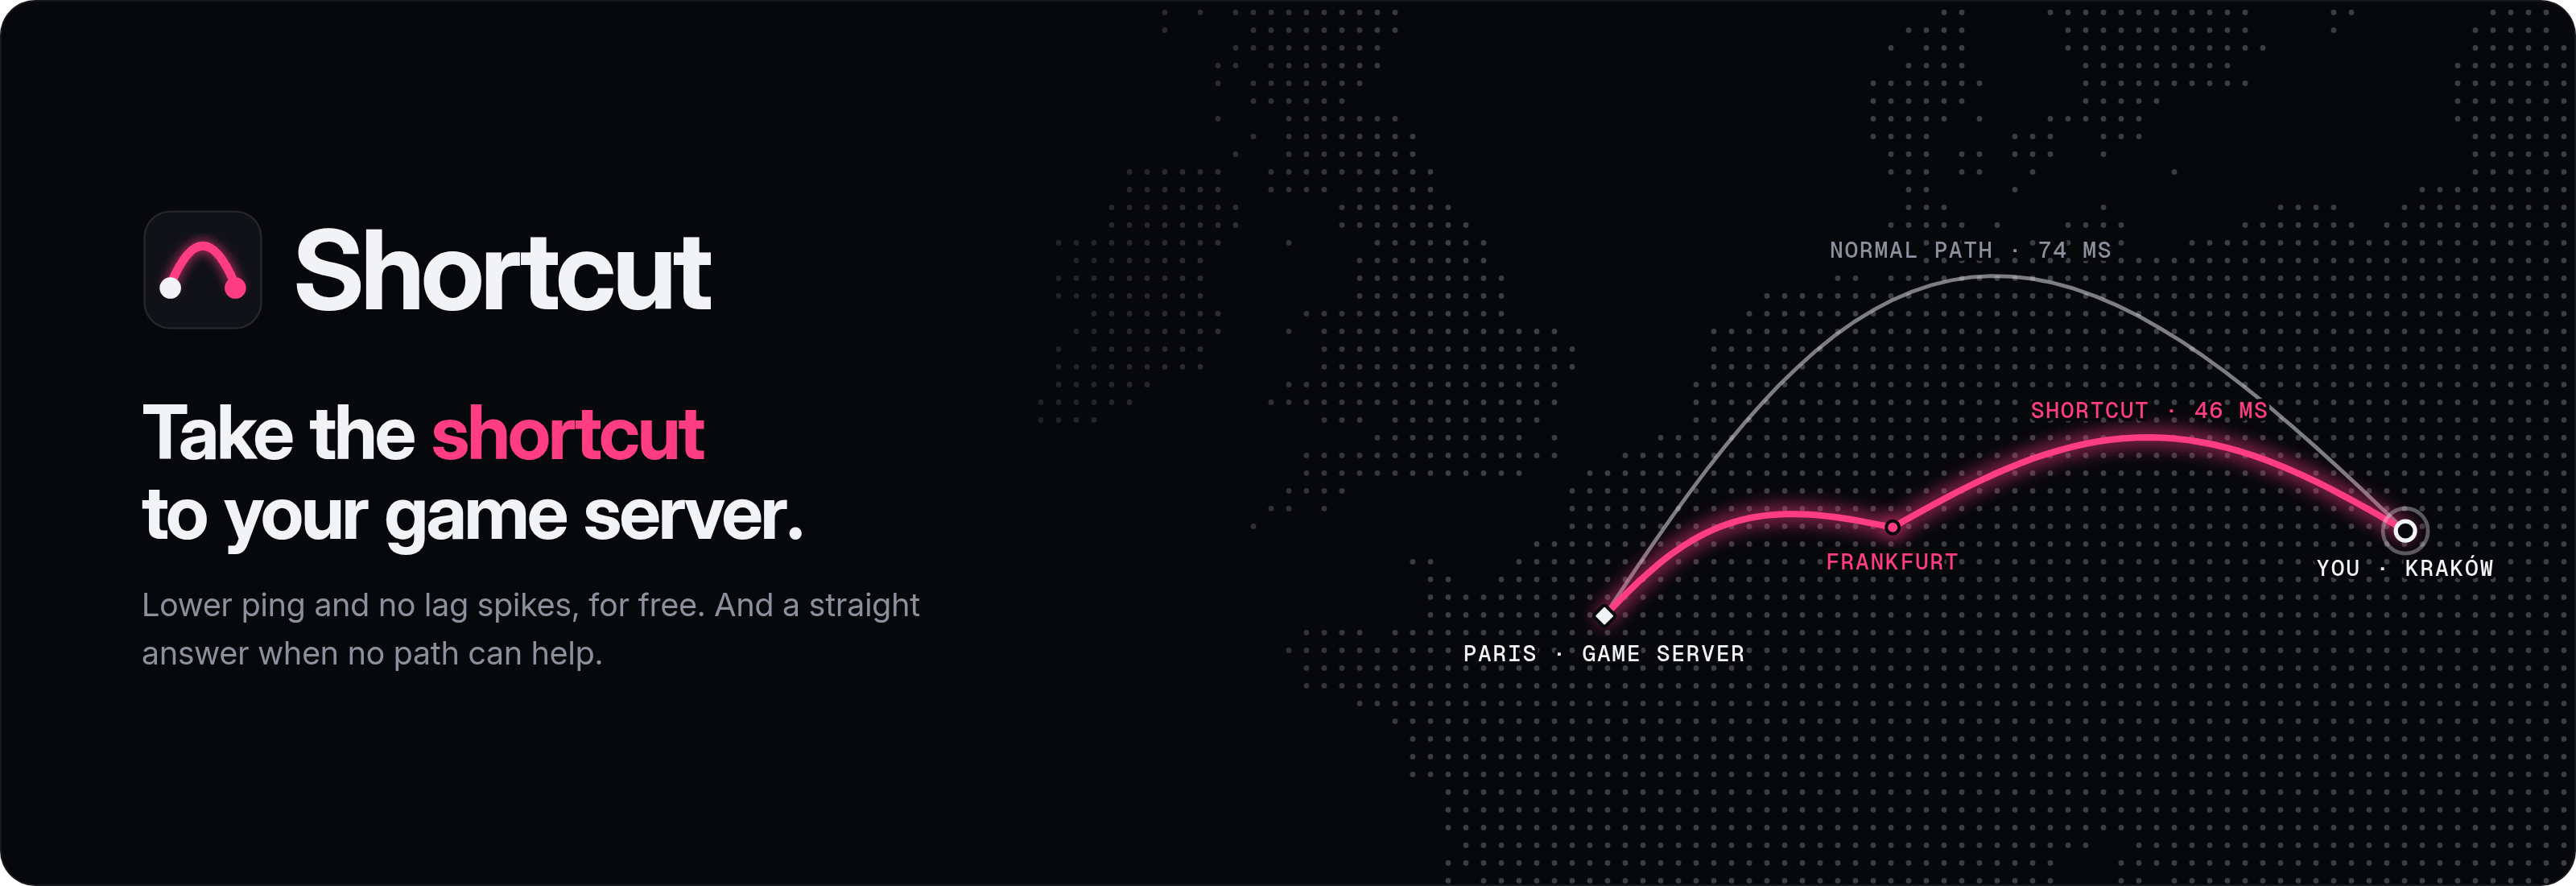 Shortcut
Take the shortcut
to your game server.
Lower ping and no lag spikes, for free. And a straight
answer when no path can help.
NORMAL PATH · 74 MS
SHORTCUT · 46 MS
FRANKFURT
YOU · KRAKÓW
PARIS · GAME SERVER